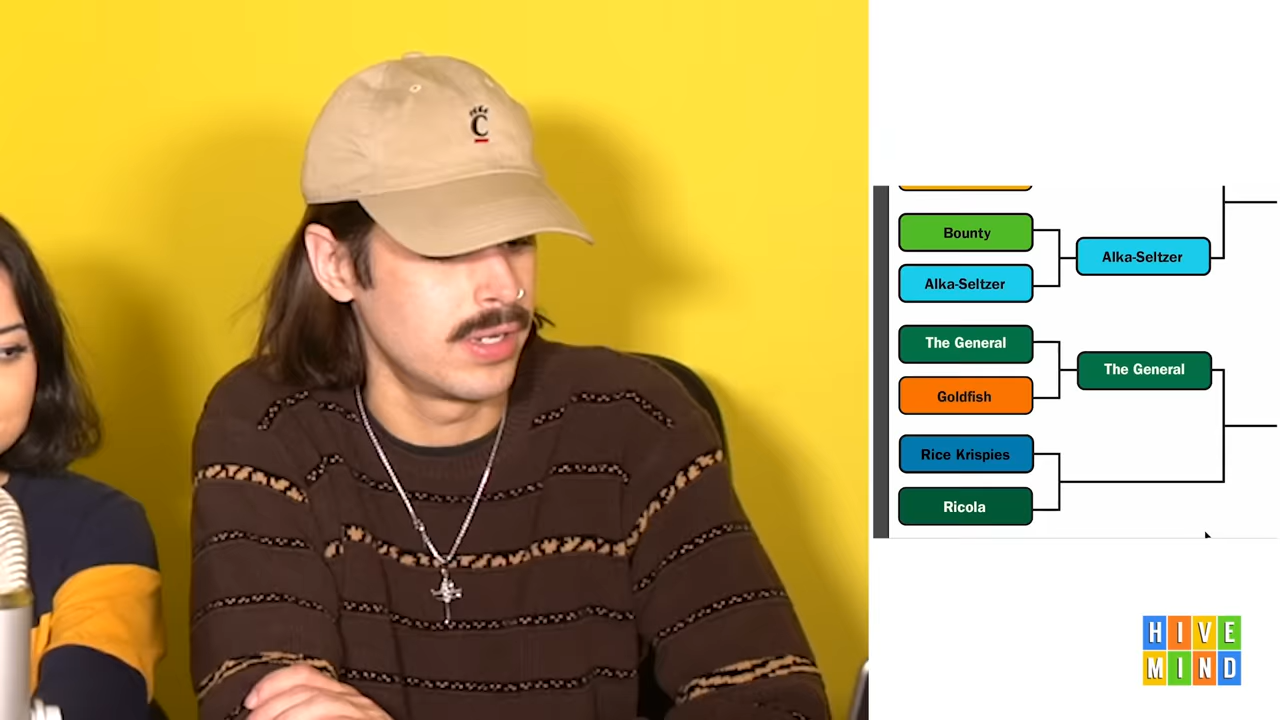 C
Bounty
Alka-Seltzer
Alka-Seltzer
The General
The General
Goldfish
Rice Krispies
Ricola
HIVE
MIND